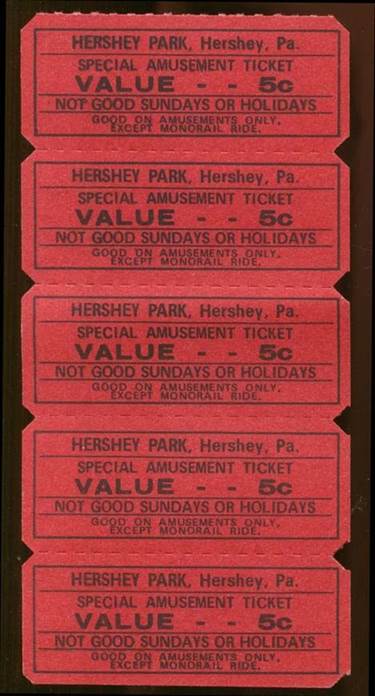 HERSHEY PARK, Hershey, Pa.
SPECIAL AMUSEMENT TICKET
VALUE - - 5c
NOT GOOD SUNDAYS OR HOLIDAYS
GOOD ON AMUSEMENTS ONLY,
EXCEPT MONORAIL RIDE.
HERSHEY PARK, Hershey, Pa.
SPECIAL AMUSEMENT TICKET
VALUE - - 5c
NOT GOOD SUNDAYS OR HOLIDAYS
GOOD ON AMUSEMENTS ONLY,
EXCEPT MONORAIL RIDE.
HERSHEY PARK, Hershey, Pa.
SPECIAL AMUSEMENT TICKET
VALUE - - 5c
NOT GOOD SUNDAYS OR HOLIDAYS
GOOD ON AMUSEMENTS ONLY,
EXCEPT MONORAIL RIDE.
HERSHEY PARK, Hershey, Pa.
SPECIAL AMUSEMENT TICKET
VALUE - - 5c
NOT GOOD SUNDAYS OR HOLIDAYS
GOOD ON AMUSEMENTS ONLY,
EXCEPT MONORAIL RIDE.
HERSHEY PARK, Hershey, Pa.
SPECIAL AMUSEMENT TICKET
VALUE - - 5c
NOT GOOD SUNDAYS OR HOLIDAYS
GOOD ON AMUSEMENTS ONLY,
EXCEPT MONORAIL RIDE.